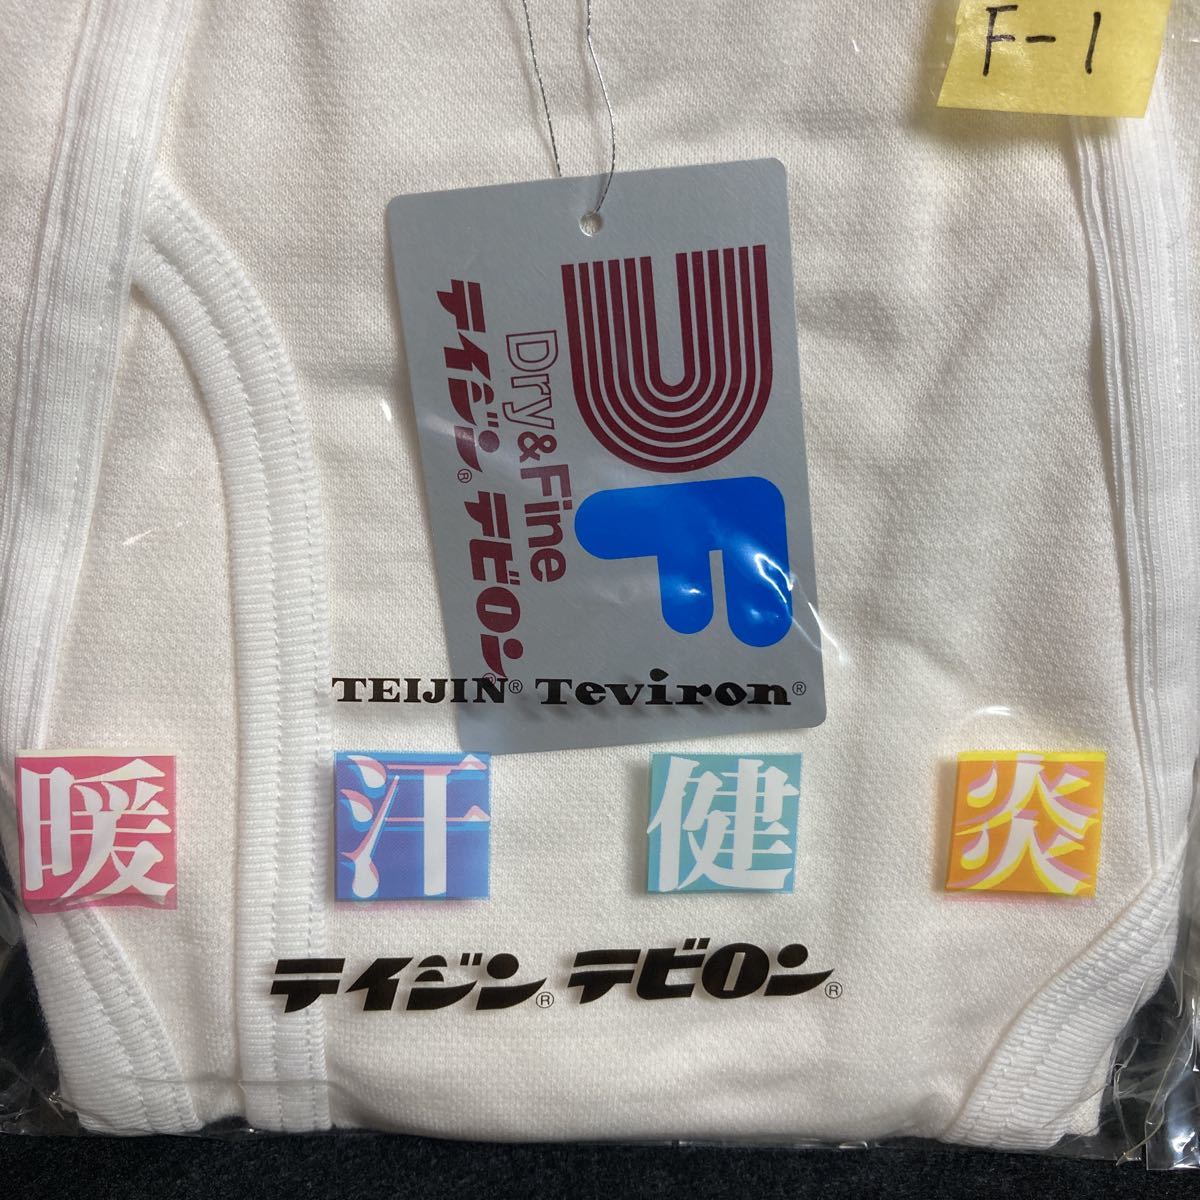 F-1
DF
Dry&Fine
テイジン® テビロン®
TEIJIN® Teviron®
暖 汗 健 炎
テイジン® テビロン®